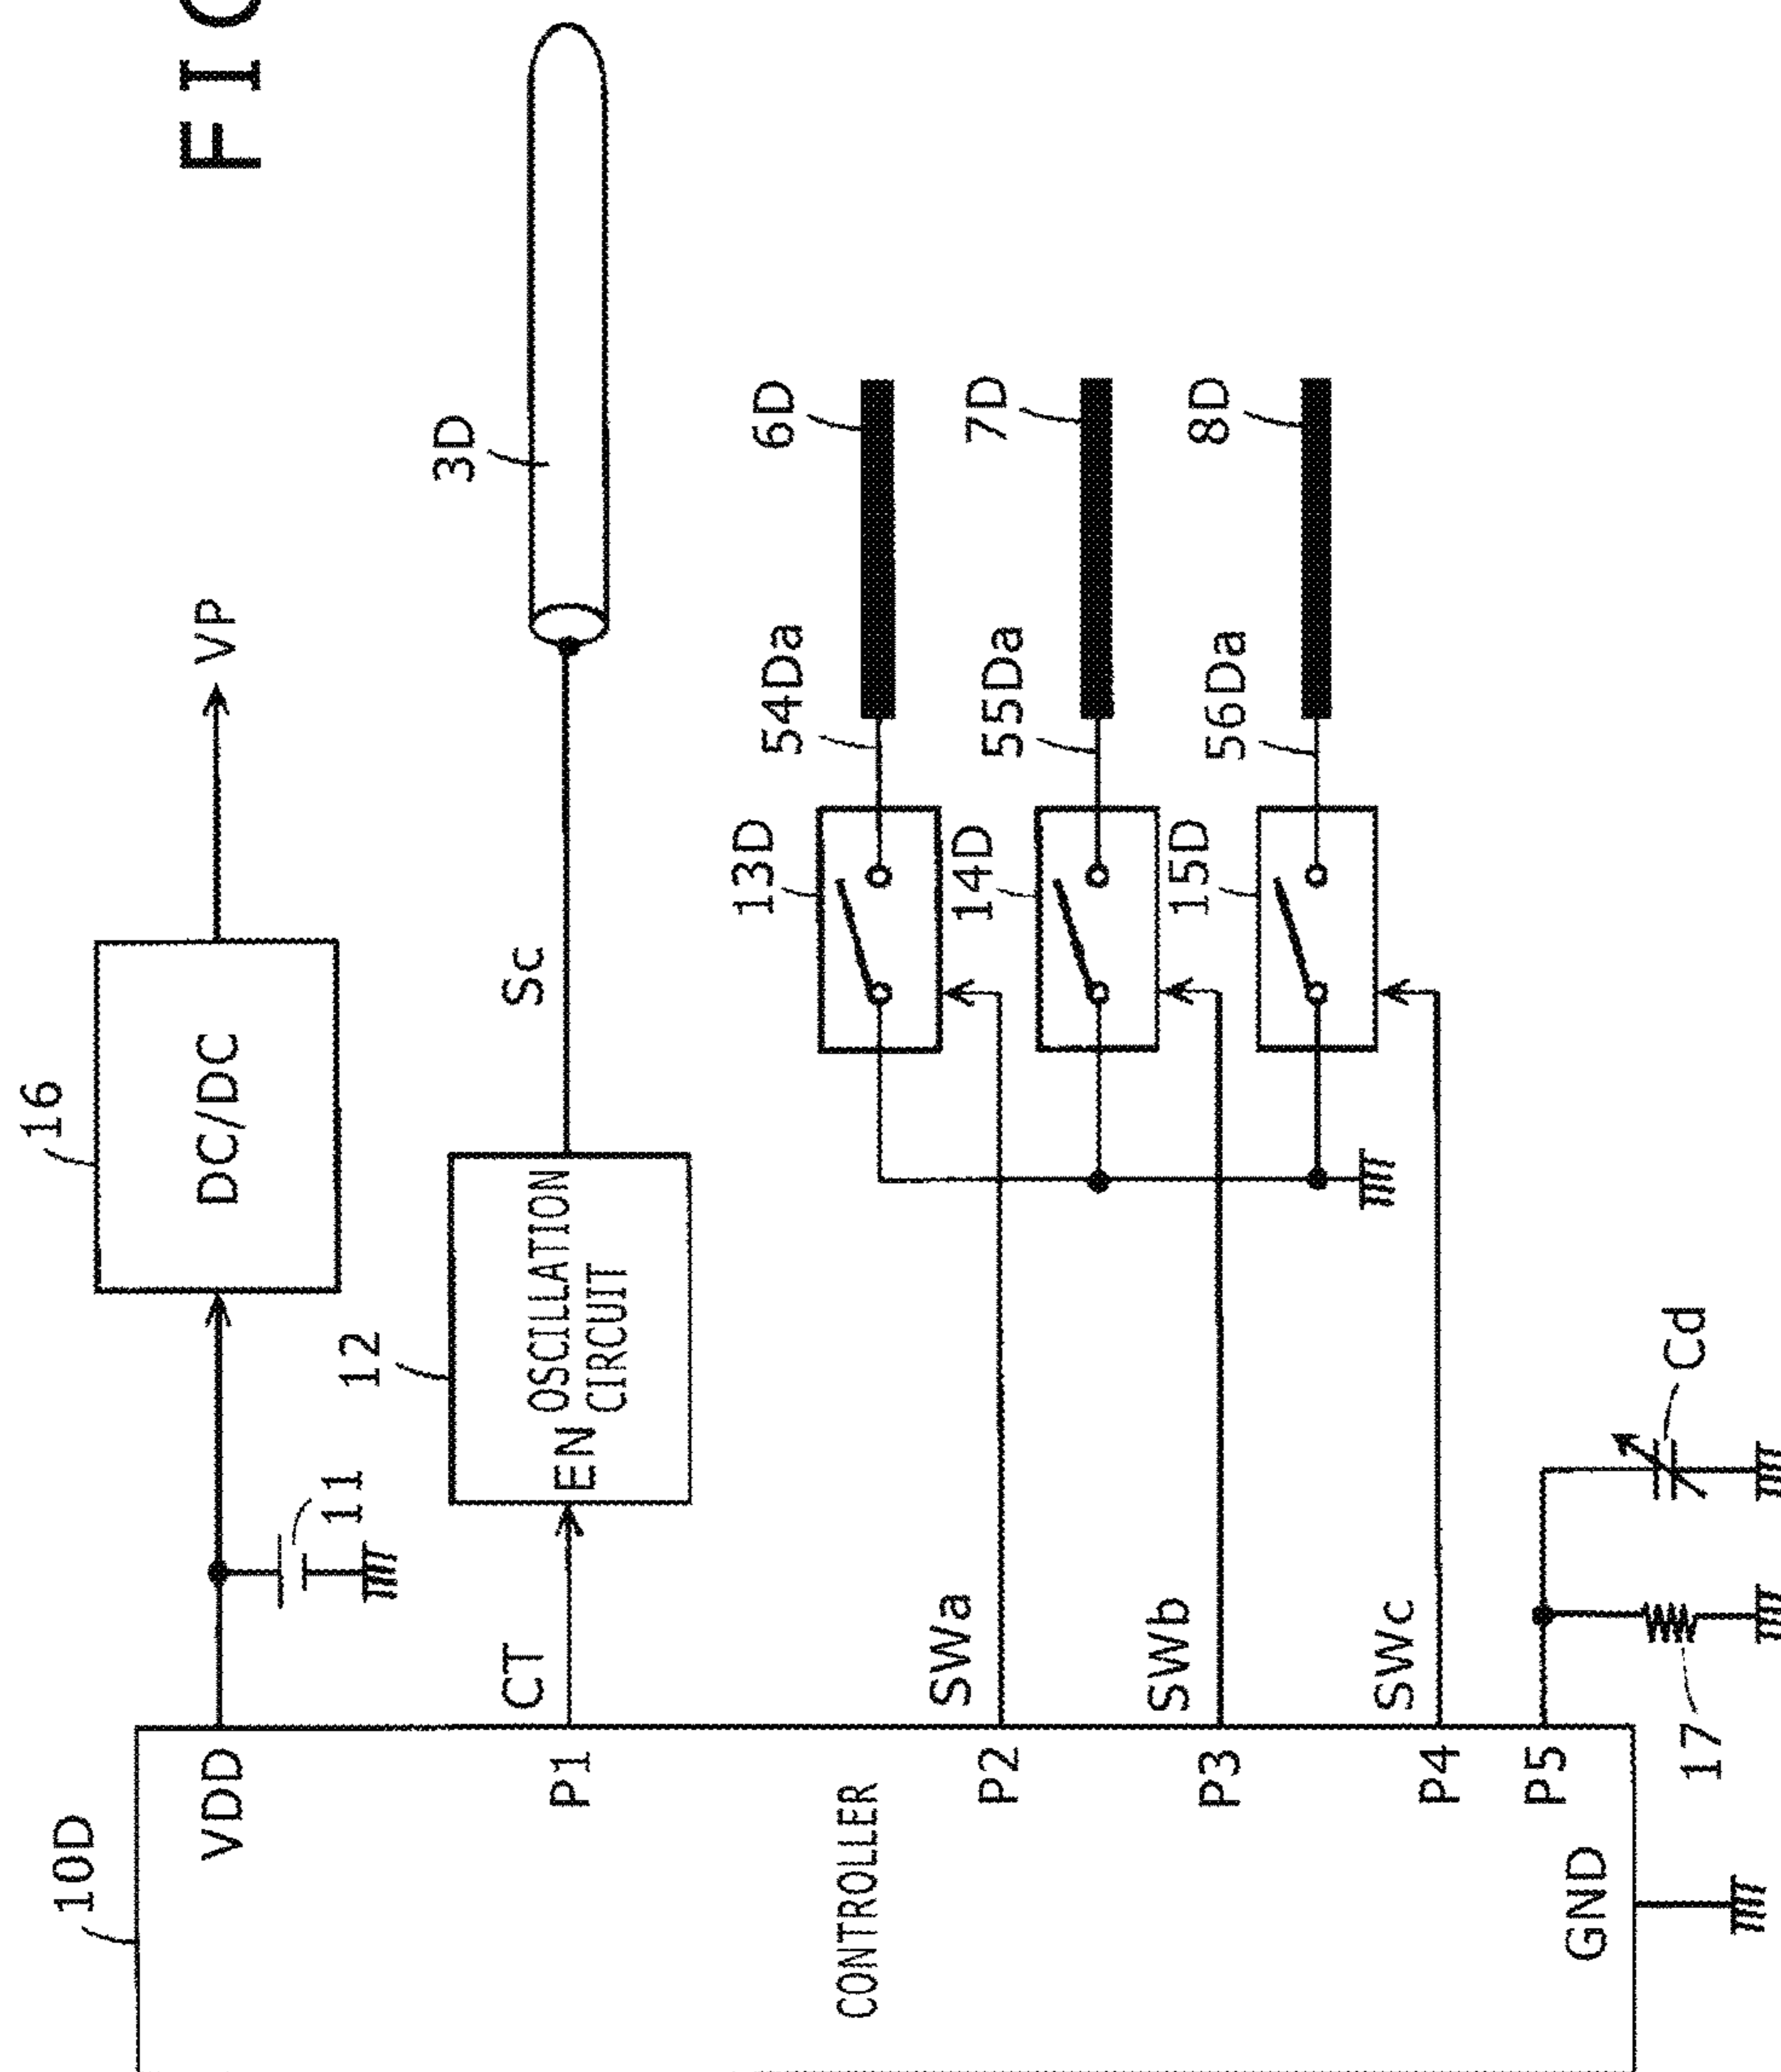 FIG
16
DC/DC
VP
12
OSCILLATION
CIRCUIT
EN
Sc
3D
11
CT
10D
VDD
P1
CONTROLLER
P2
P3
P4
P5
GND
SWa
SWb
SWc
13D
14D
15D
54Da
55Da
56Da
6D
7D
8D
17
Cd